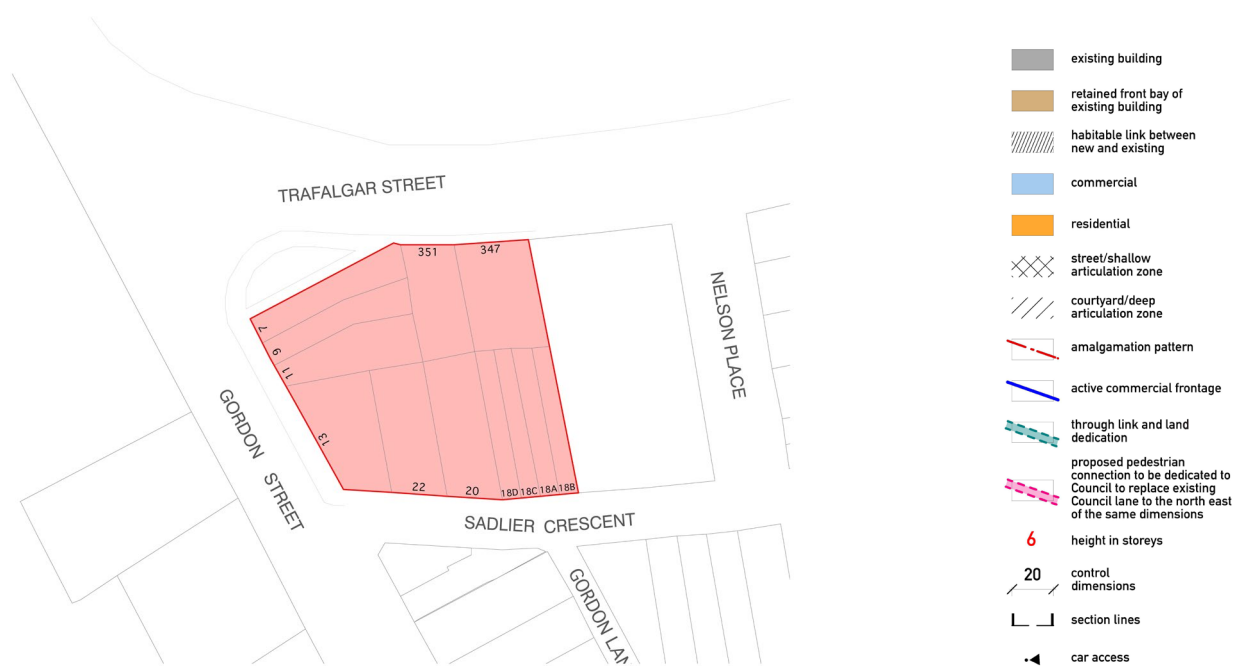 TRAFALGAR STREET
351
347
7
9
11
13
22
20
18D
18C
18A
18B
GORDON STREET
NELSON PLACE
SADLIER CRESCENT
GORDON LAN
existing building
retained front bay of
existing building
habitable link between
new and existing
commercial
residential
street/shallow
articulation zone
courtyard/deep
articulation zone
amalgamation pattern
active commercial frontage
through link and land
dedication
proposed pedestrian
connection to be dedicated to
Council to replace existing
Council lane to the north east
of the same dimensions
6
height in storeys
20
control
dimensions
section lines
car access